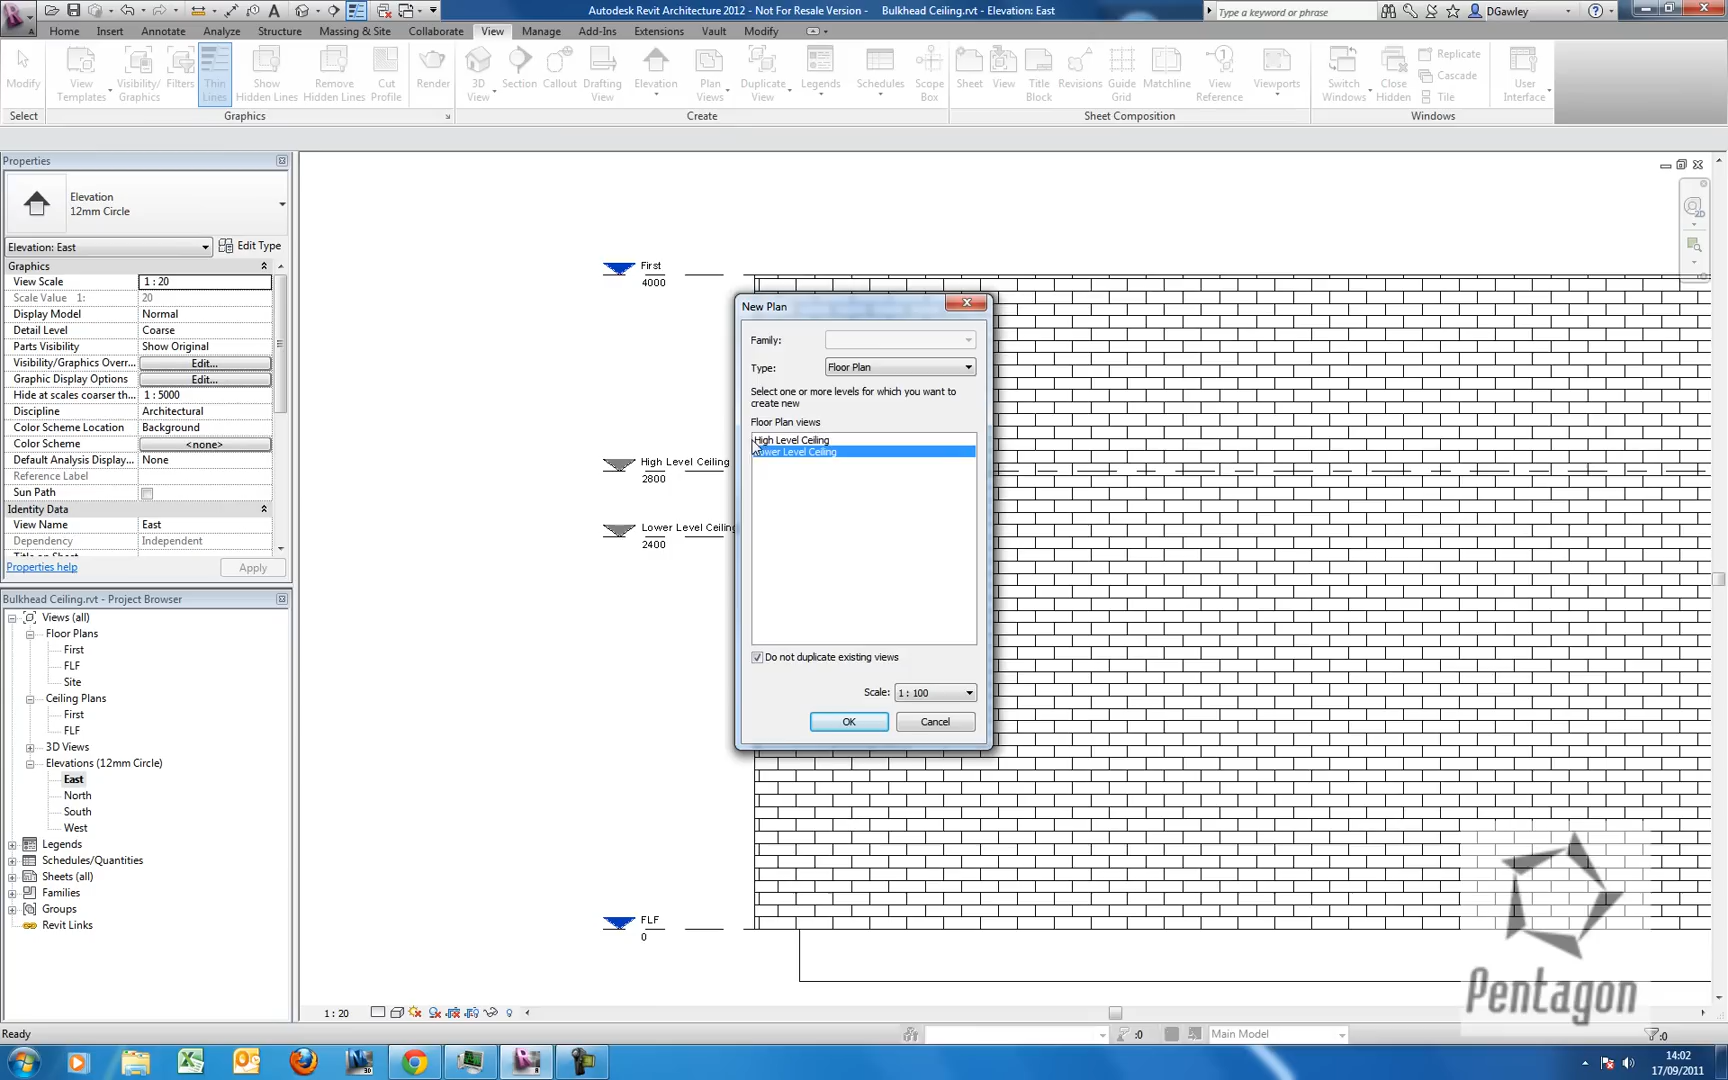 Autodesk Revit Architecture 2012 - Not For Resale Version - Bulkhead Ceiling.rvt - Elevation: East
Type a keyword or phrase
DGawley
Home Insert Annotate Analyze Structure Massing & Site Collaborate View Manage Add-Ins Extensions Vault Modify
Modify
View Templates
Visibility/ Graphics
Filters
Thin Lines
Show Hidden Lines
Remove Hidden Lines
Cut Profile
Render
3D View
Section
Callout
Drafting View
Elevation
Plan Views
Duplicate View
Legends
Schedules
Scope Box
Sheet
View
Title Block
Revisions
Guide Grid
Matchline
View Reference
Viewports
Switch Windows
Close Hidden
Replicate
Cascade
Tile
User Interface
Select Graphics Create Sheet Composition Windows
Properties
Elevation
12mm Circle
Elevation: East Edit Type
Graphics
View Scale 1 : 20
Scale Value 1: 20
Display Model Normal
Detail Level Coarse
Parts Visibility Show Original
Visibility/Graphics Overr... Edit...
Graphic Display Options Edit...
Hide at scales coarser th... 1 : 5000
Discipline Architectural
Color Scheme Location Background
Color Scheme <none>
Default Analysis Display... None
Reference Label
Sun Path
Identity Data
View Name East
Dependency Independent
Properties help Apply
Bulkhead Ceiling.rvt - Project Browser
Views (all)
Floor Plans
First
FLF
Site
Ceiling Plans
First
FLF
3D Views
Elevations (12mm Circle)
East
North
South
West
Legends
Schedules/Quantities
Sheets (all)
Families
Groups
Revit Links
First
4000
High Level Ceiling
2800
Lower Level Ceiling
2400
FLF
0
New Plan
Family:
Type: Floor Plan
Select one or more levels for which you want to
create new
Floor Plan views
High Level Ceiling
Lower Level Ceiling
Do not duplicate existing views
Scale: 1 : 100
OK Cancel
Pentagon
1 : 20
Ready
:0
Main Model
:0
14:02
17/09/2011